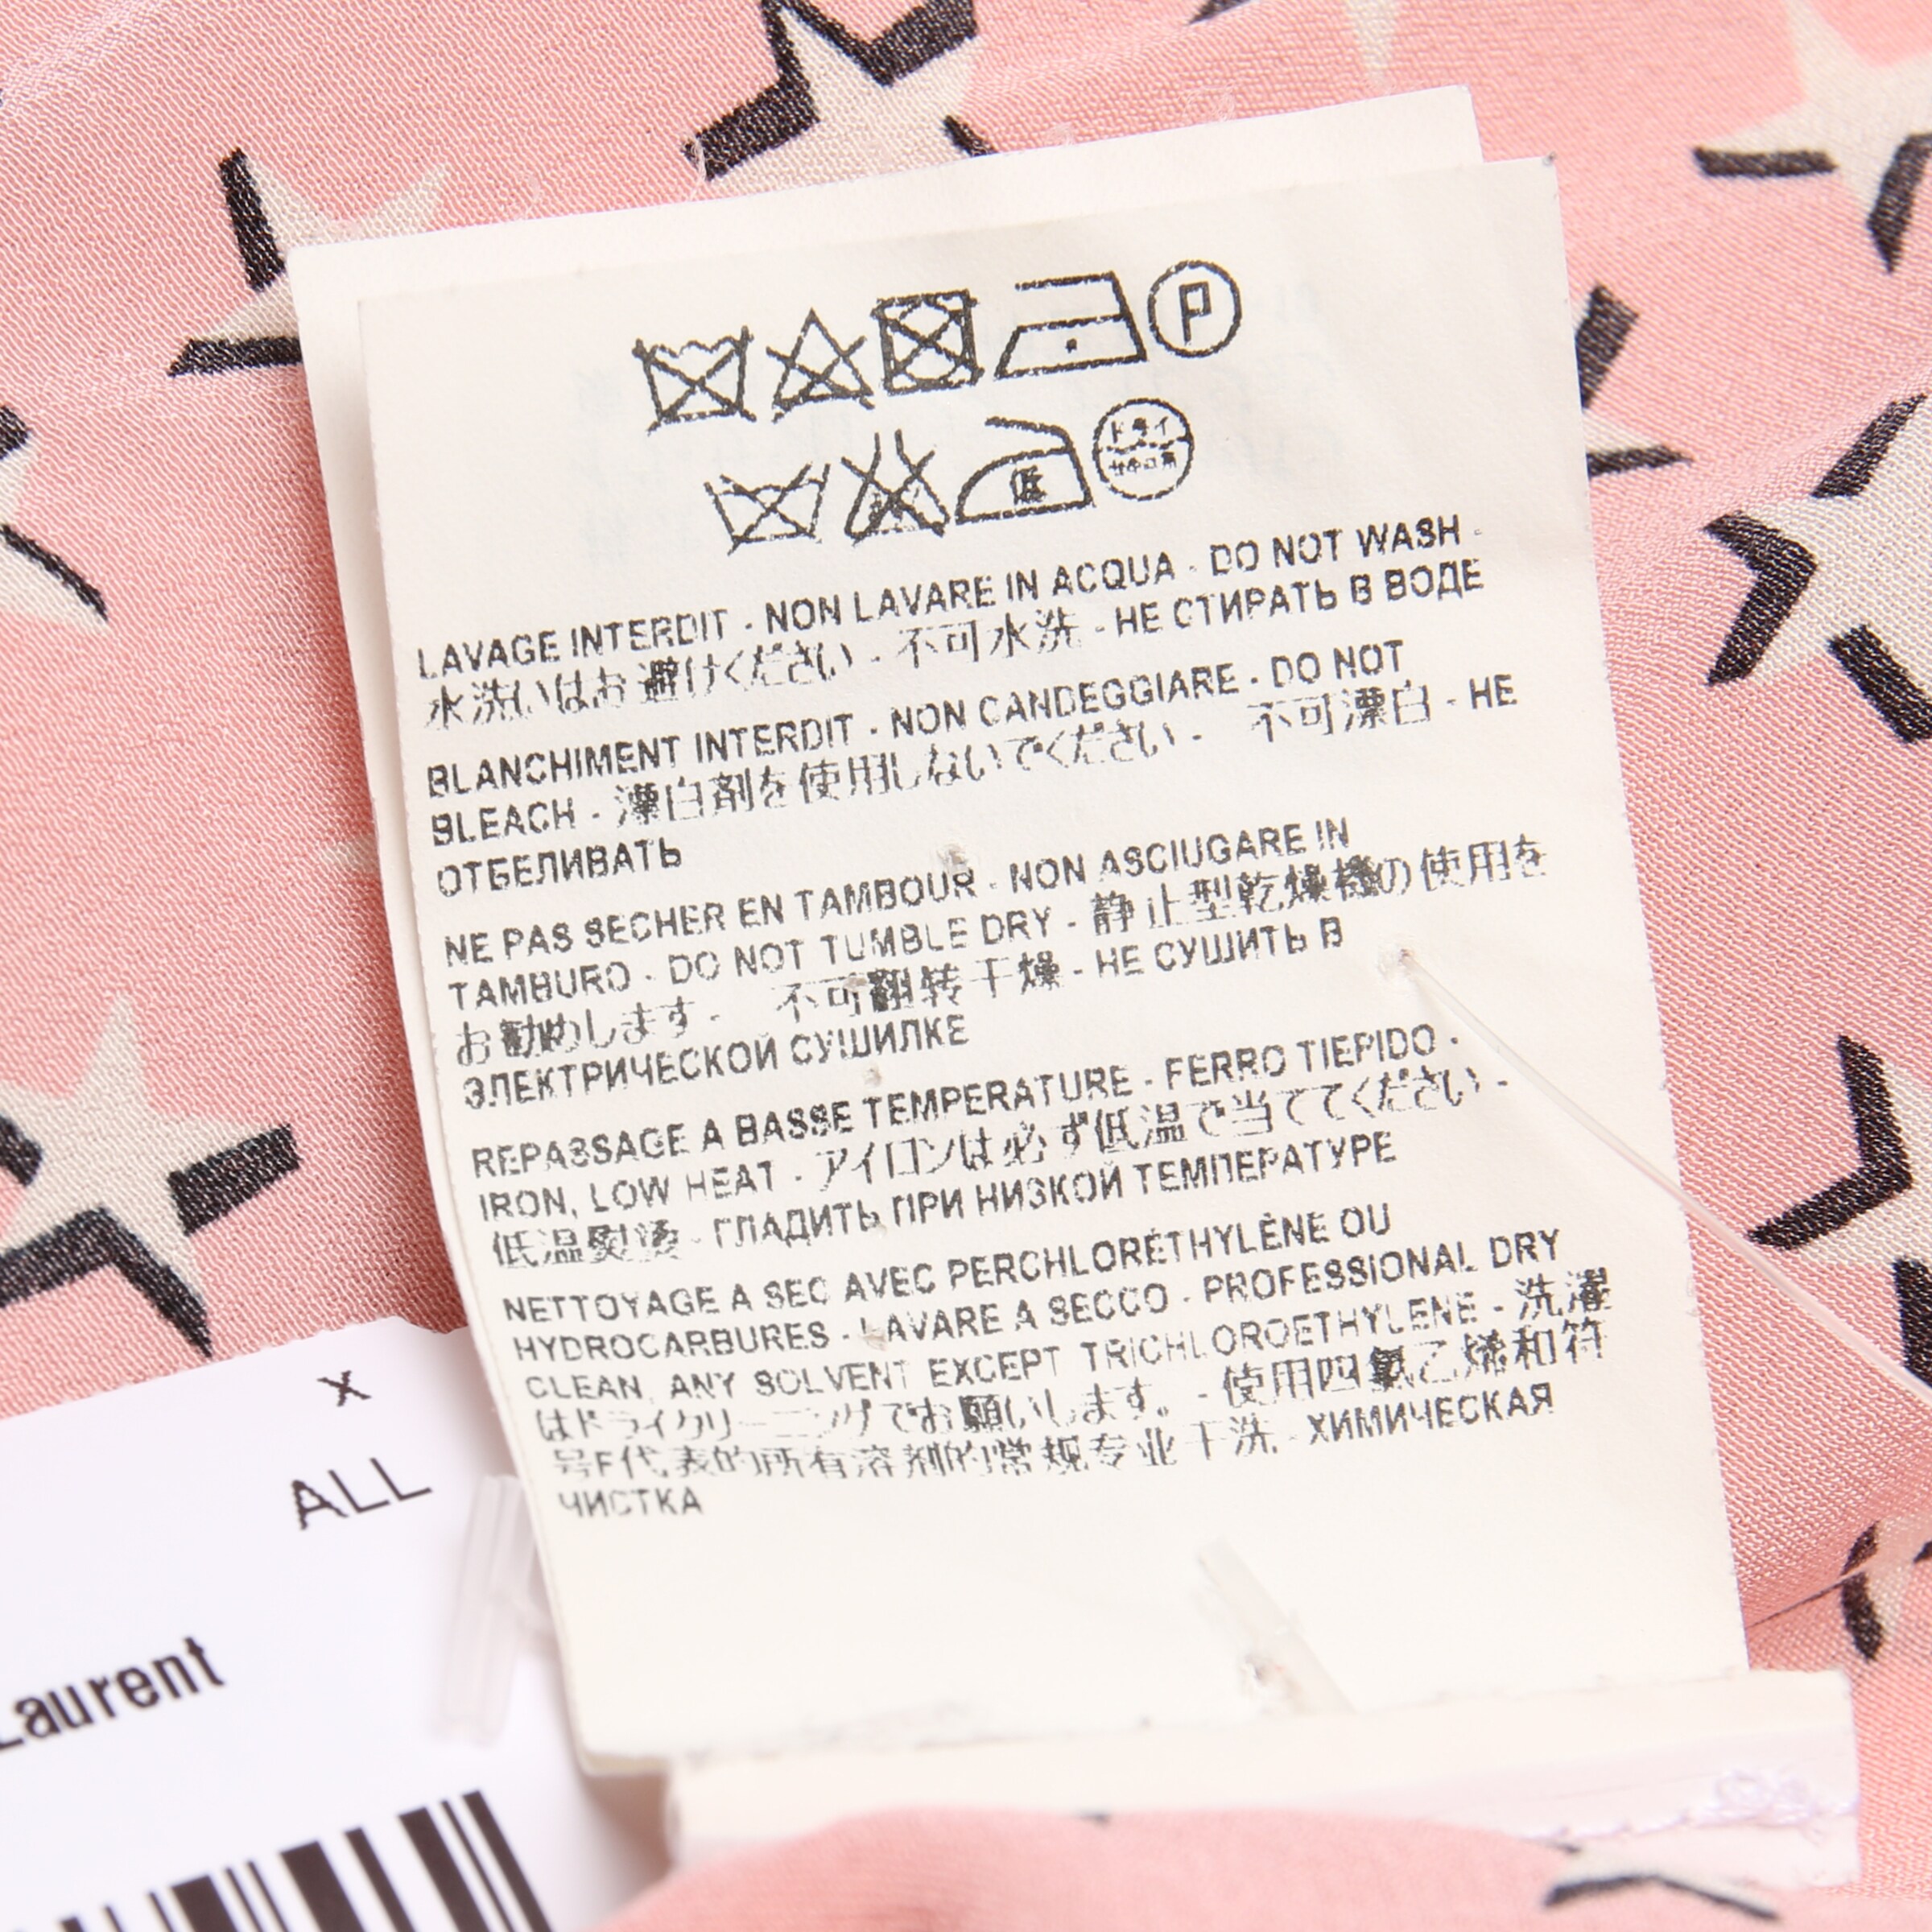 P
低
ドライ
セキユ系
LAVAGE INTERDIT - NON LAVARE IN ACQUA - DO NOT WASH -
水洗いはお避けください - 不可水洗 - НЕ СТИРАТЬ В ВОДЕ
BLANCHIMENT INTERDIT - NON CANDEGGIARE - DO NOT
BLEACH - 漂白剤を使用しないでください - 不可漂白 - НЕ
ОТБЕЛИВАТЬ
NE PAS SECHER EN TAMBOUR - NON ASCIUGARE IN
TAMBURO - DO NOT TUMBLE DRY - 静止型乾燥機の使用を
お勧めします - 不可翻转干燥 - НЕ СУШИТЬ В
ЭЛЕКТРИЧЕСКОЙ СУШИЛКЕ
REPASSAGE A BASSE TEMPERATURE - FERRO TIEPIDO -
IRON, LOW HEAT - アイロンは必ず低温で当ててください -
低温熨烫 - ГЛАДИТЬ ПРИ НИЗКОЙ ТЕМПЕРАТУРЕ
NETTOYAGE A SEC AVEC PERCHLORÉTHYLÈNE OU
HYDROCARBURES - LAVARE A SECCO - PROFESSIONAL DRY
CLEAN, ANY SOLVENT EXCEPT TRICHLOROETHYLENE - 洗濯
はドライクリーニングでお願いします。 - 使用四氯乙烯和符
号F代表的所有溶剂的常规专业干洗. - ХИМИЧЕСКАЯ
ЧИСТКА
x
ALL
Laurent